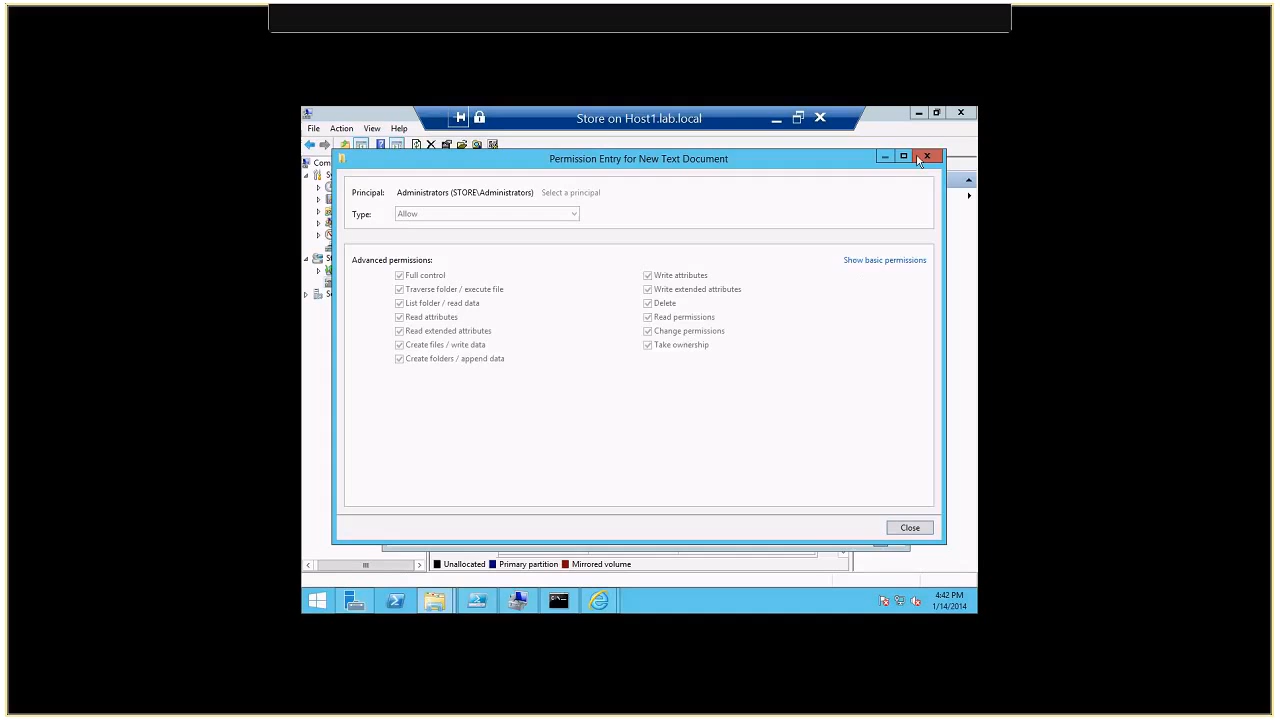 Store on Host1.lab.local
File Action View Help
Permission Entry for New Text Document
Com
Principal: Administrators (STORE\Administrators) Select a principal
Type: Allow
Advanced permissions: Show basic permissions
Full control Write attributes
Traverse folder / execute file Write extended attributes
List folder / read data Delete
Read attributes Read permissions
Read extended attributes Change permissions
Create files / write data Take ownership
Create folders / append data
Close
Unallocated Primary partition Mirrored volume
4:42 PM
1/14/2014